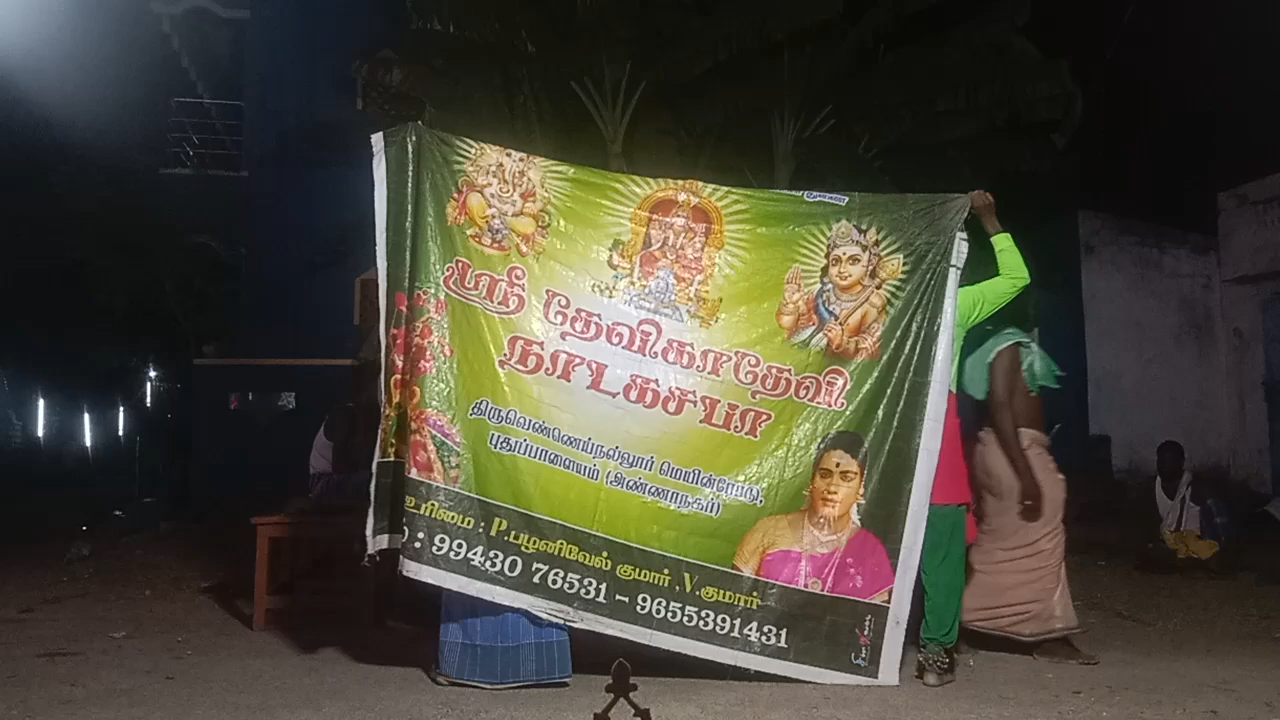 ஸ்ரீ தேவிகாதேவி
நாடகசபா
திருவெண்ணெய்நல்லூர் மெயின்ரோடு,
புதுப்பாளையம் (அண்ணாநகர்)
உரிமை : P.பழனிவேல் குமார் ,V.குமார்
: 99430 76531 - 9655391431